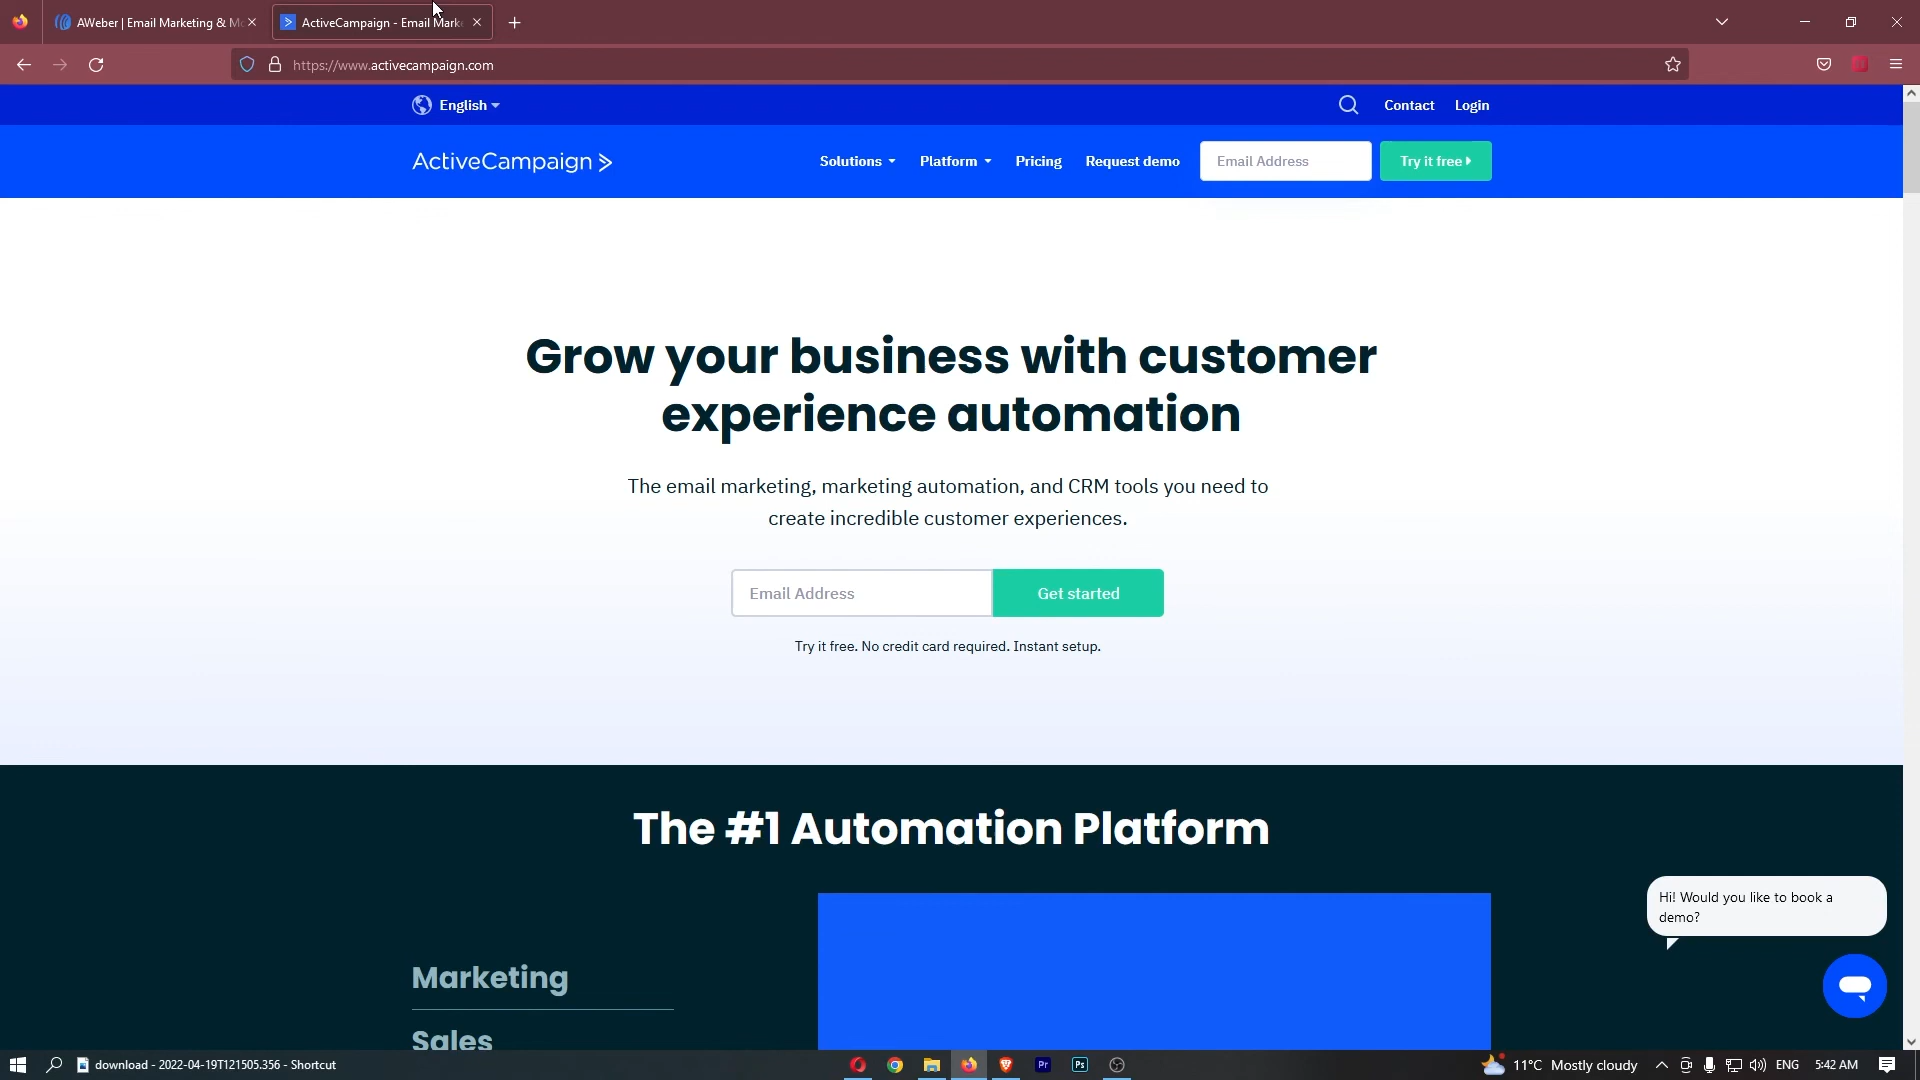 AWeber | Email Marketing & Mo
ActiveCampaign - Email Marke
https://www.activecampaign.com
English
Contact
Login
ActiveCampaign
Solutions
Platform
Pricing
Request demo
Email Address
Try it free
Grow your business with customer
experience automation
The email marketing, marketing automation, and CRM tools you need to
create incredible customer experiences.
Email Address
Get started
Try it free. No credit card required. Instant setup.
The #1 Automation Platform
Marketing
Sales
Hi! Would you like to book a
demo?
download - 2022-04-19T121505.356 - Shortcut
Pr
Ps
11°C Mostly cloudy
ENG
5:42 AM